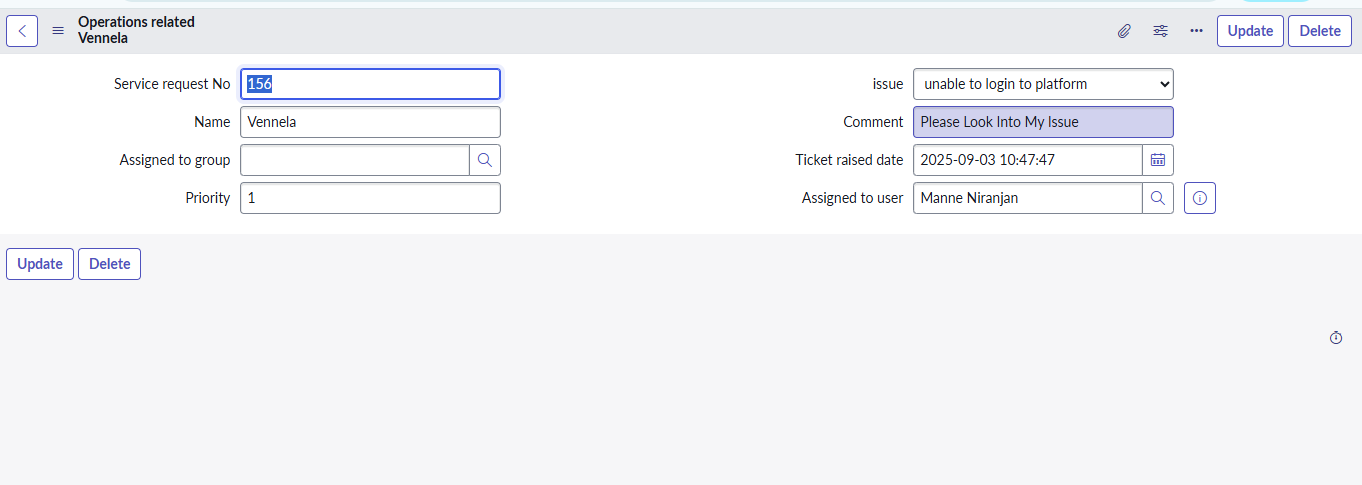 Operations related
Vennela
Update
Delete
Service request No 156
issue unable to login to platform
Name Vennela
Comment Please Look Into My Issue
Assigned to group
Ticket raised date 2025-09-03 10:47:47
Priority 1
Assigned to user Manne Niranjan
Update
Delete